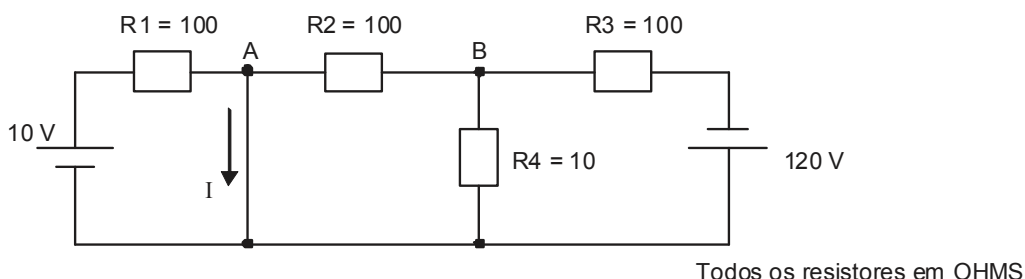 R1 = 100
R2 = 100
R3 = 100
A
B
10 V
I
R4 = 10
120 V
Todos os resistores em OHMS